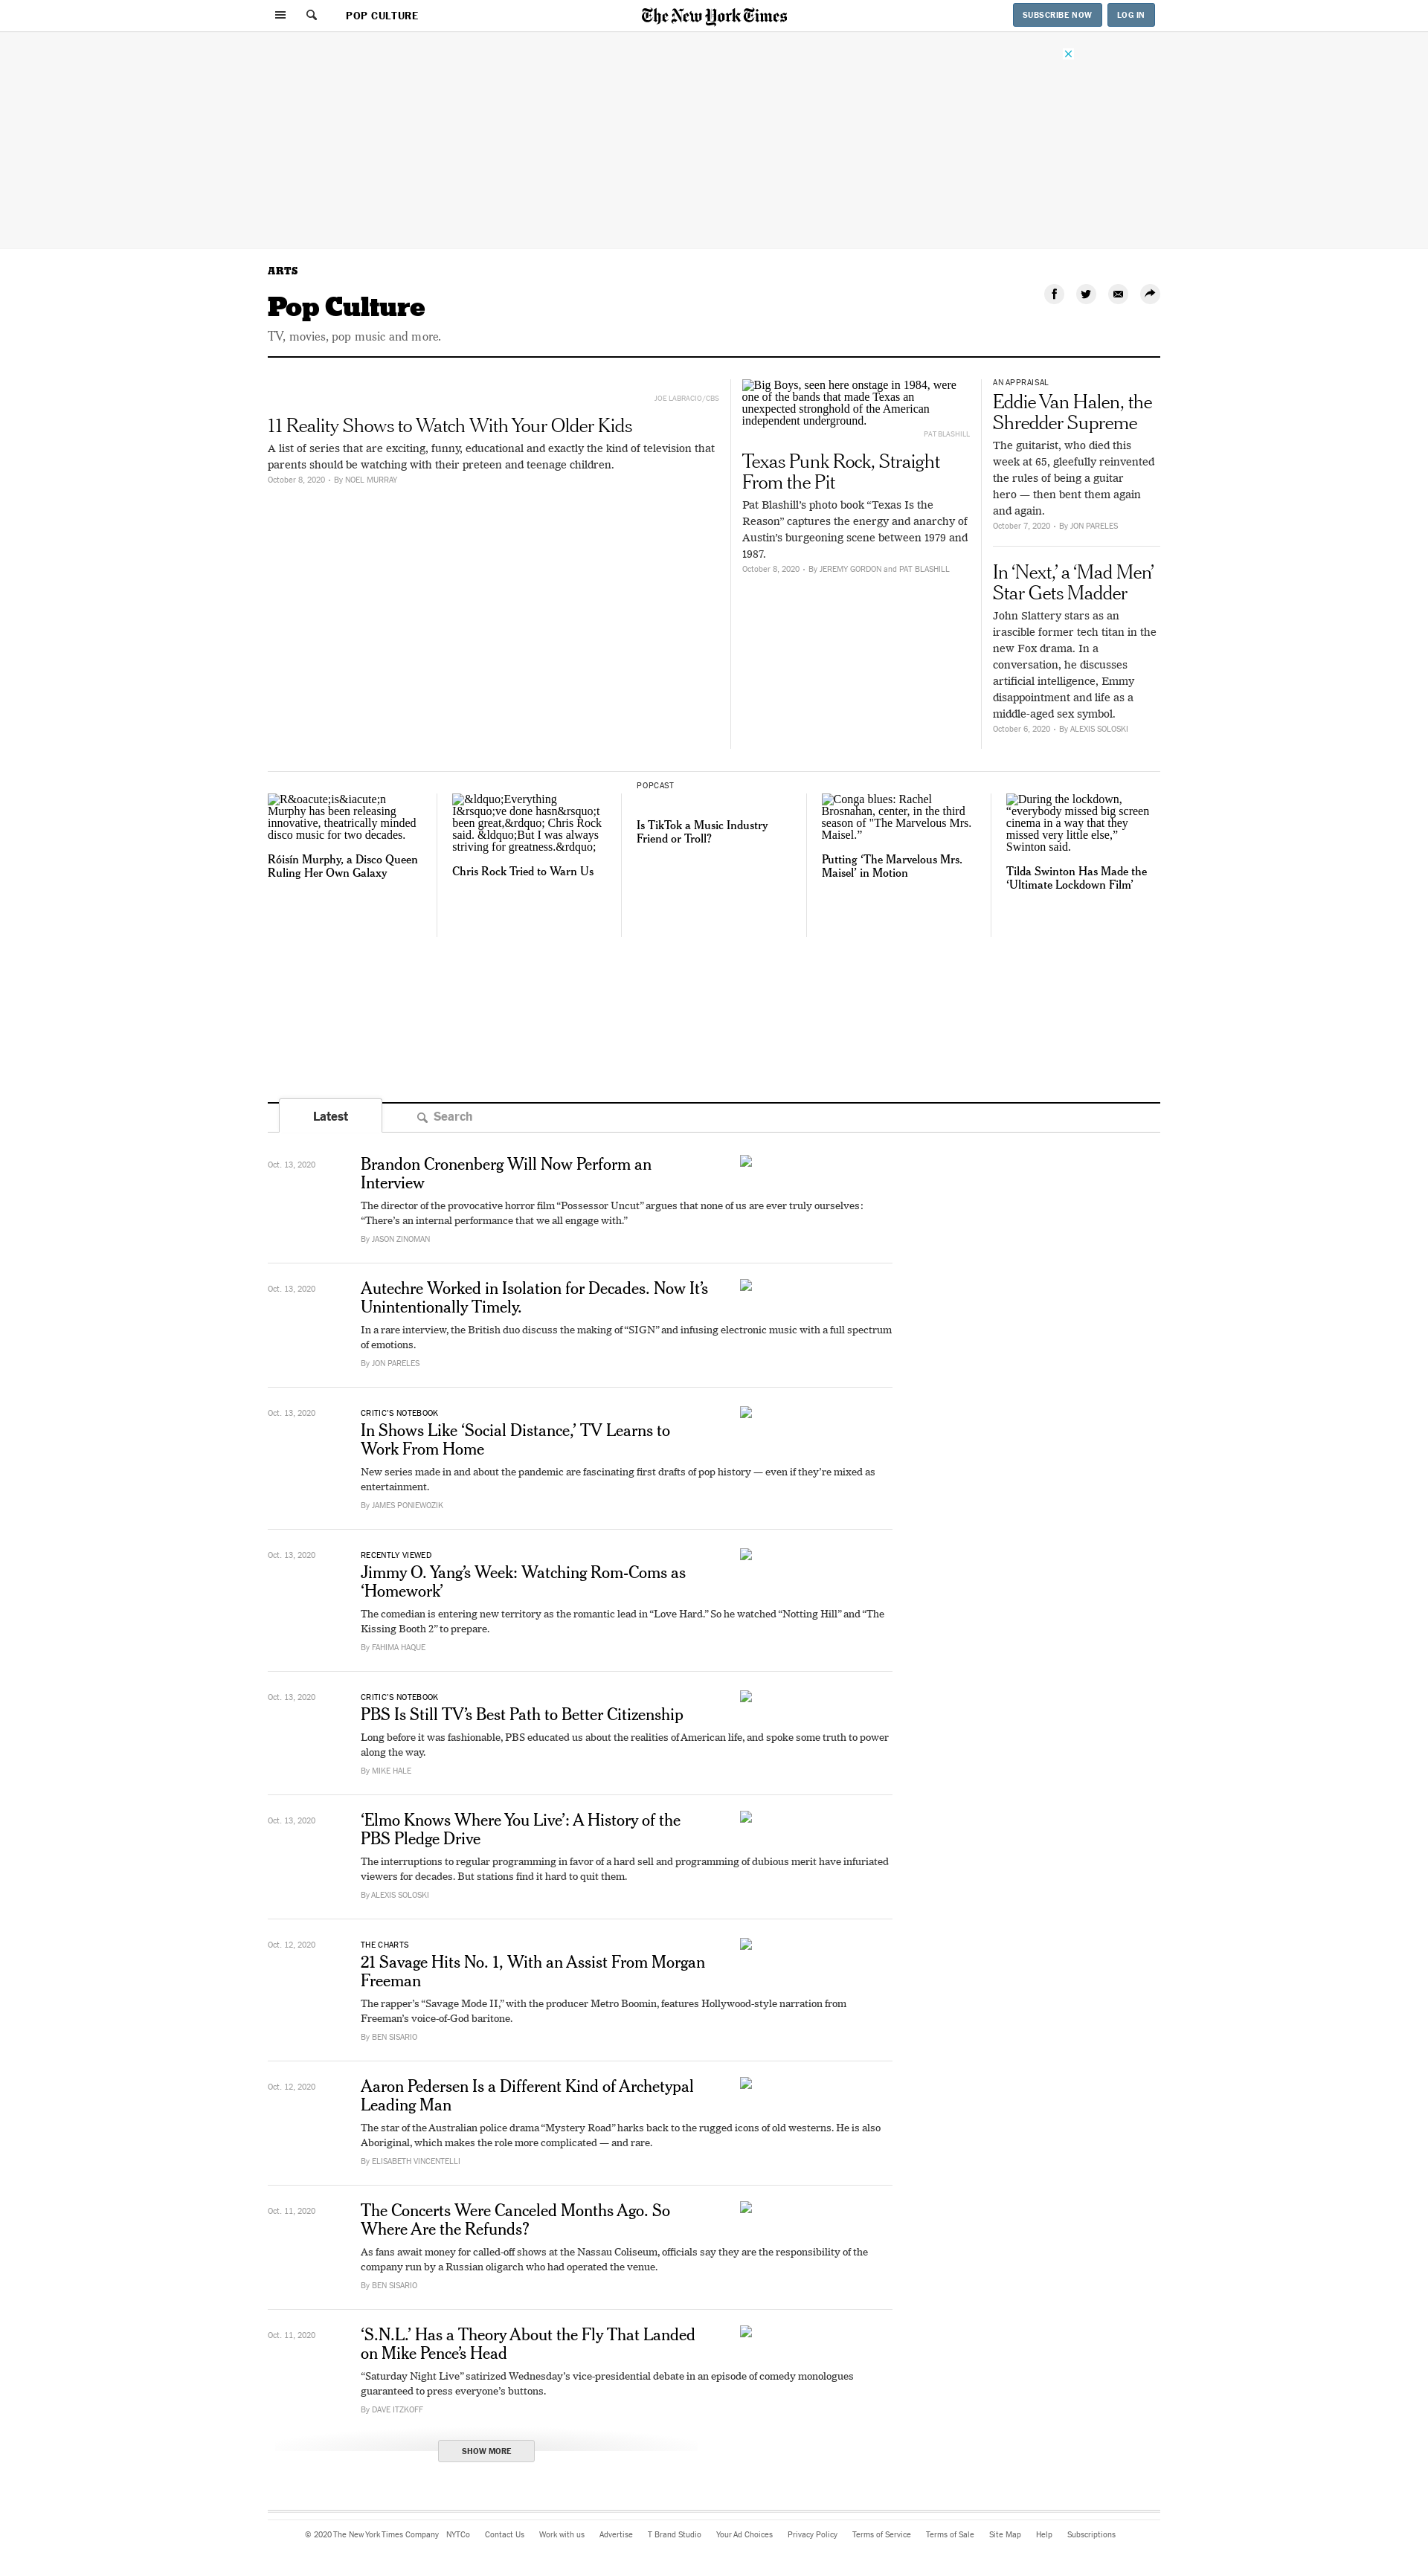 POP CULTURE
The New York Times
SUBSCRIBE NOW
LOG IN
ARTS
Pop Culture
TV, movies, pop music and more.
JOE LABRACIO/CBS
11 Reality Shows to Watch With Your Older Kids
A list of series that are exciting, funny, educational and exactly the kind of television that
parents should be watching with their preteen and teenage children.
October 8, 2020 • By NOEL MURRAY
Big Boys, seen here onstage in 1984, were
one of the bands that made Texas an
unexpected stronghold of the American
independent underground.
PAT BLASHILL
Texas Punk Rock, Straight
From the Pit
Pat Blashill’s photo book “Texas Is the
Reason” captures the energy and anarchy of
Austin’s burgeoning scene between 1979 and
1987.
October 8, 2020 • By JEREMY GORDON and PAT BLASHILL
AN APPRAISAL
Eddie Van Halen, the
Shredder Supreme
The guitarist, who died this
week at 65, gleefully reinvented
the rules of being a guitar
hero — then bent them again
and again.
October 7, 2020 • By JON PARELES
In ‘Next,’ a ‘Mad Men’
Star Gets Madder
John Slattery stars as an
irascible former tech titan in the
new Fox drama. In a
conversation, he discusses
artificial intelligence, Emmy
disappointment and life as a
middle-aged sex symbol.
October 6, 2020 • By ALEXIS SOLOSKI
R&oacute;is&iacute;n
Murphy has been releasing
innovative, theatrically minded
disco music for two decades.
Róisín Murphy, a Disco Queen
Ruling Her Own Galaxy
&ldquo;Everything
I&rsquo;ve done hasn&rsquo;t
been great,&rdquo; Chris Rock
said. &ldquo;But I was always
striving for greatness.&rdquo;
Chris Rock Tried to Warn Us
POPCAST
Is TikTok a Music Industry
Friend or Troll?
Conga blues: Rachel
Brosnahan, center, in the third
season of "The Marvelous Mrs.
Maisel.”
Putting ‘The Marvelous Mrs.
Maisel’ in Motion
During the lockdown,
“everybody missed big screen
cinema in a way that they
missed very little else,”
Swinton said.
Tilda Swinton Has Made the
‘Ultimate Lockdown Film’
Latest
Search
Oct. 13, 2020
Brandon Cronenberg Will Now Perform an
Interview
The director of the provocative horror film “Possessor Uncut” argues that none of us are ever truly ourselves:
“There’s an internal performance that we all engage with.”
By JASON ZINOMAN
Oct. 13, 2020
Autechre Worked in Isolation for Decades. Now It’s
Unintentionally Timely.
In a rare interview, the British duo discuss the making of “SIGN” and infusing electronic music with a full spectrum
of emotions.
By JON PARELES
Oct. 13, 2020
CRITIC’S NOTEBOOK
In Shows Like ‘Social Distance,’ TV Learns to
Work From Home
New series made in and about the pandemic are fascinating first drafts of pop history — even if they’re mixed as
entertainment.
By JAMES PONIEWOZIK
Oct. 13, 2020
RECENTLY VIEWED
Jimmy O. Yang’s Week: Watching Rom-Coms as
‘Homework’
The comedian is entering new territory as the romantic lead in “Love Hard.” So he watched “Notting Hill” and “The
Kissing Booth 2” to prepare.
By FAHIMA HAQUE
Oct. 13, 2020
CRITIC’S NOTEBOOK
PBS Is Still TV’s Best Path to Better Citizenship
Long before it was fashionable, PBS educated us about the realities of American life, and spoke some truth to power
along the way.
By MIKE HALE
Oct. 13, 2020
‘Elmo Knows Where You Live’: A History of the
PBS Pledge Drive
The interruptions to regular programming in favor of a hard sell and programming of dubious merit have infuriated
viewers for decades. But stations find it hard to quit them.
By ALEXIS SOLOSKI
Oct. 12, 2020
THE CHARTS
21 Savage Hits No. 1, With an Assist From Morgan
Freeman
The rapper’s “Savage Mode II,” with the producer Metro Boomin, features Hollywood-style narration from
Freeman’s voice-of-God baritone.
By BEN SISARIO
Oct. 12, 2020
Aaron Pedersen Is a Different Kind of Archetypal
Leading Man
The star of the Australian police drama “Mystery Road” harks back to the rugged icons of old westerns. He is also
Aboriginal, which makes the role more complicated — and rare.
By ELISABETH VINCENTELLI
Oct. 11, 2020
The Concerts Were Canceled Months Ago. So
Where Are the Refunds?
As fans await money for called-off shows at the Nassau Coliseum, officials say they are the responsibility of the
company run by a Russian oligarch who had operated the venue.
By BEN SISARIO
Oct. 11, 2020
‘S.N.L.’ Has a Theory About the Fly That Landed
on Mike Pence’s Head
“Saturday Night Live” satirized Wednesday’s vice-presidential debate in an episode of comedy monologues
guaranteed to press everyone’s buttons.
By DAVE ITZKOFF
SHOW MORE
© 2020 The New York Times Company NYTCo Contact Us Work with us Advertise T Brand Studio Your Ad Choices Privacy Policy Terms of Service Terms of Sale Site Map Help Subscriptions